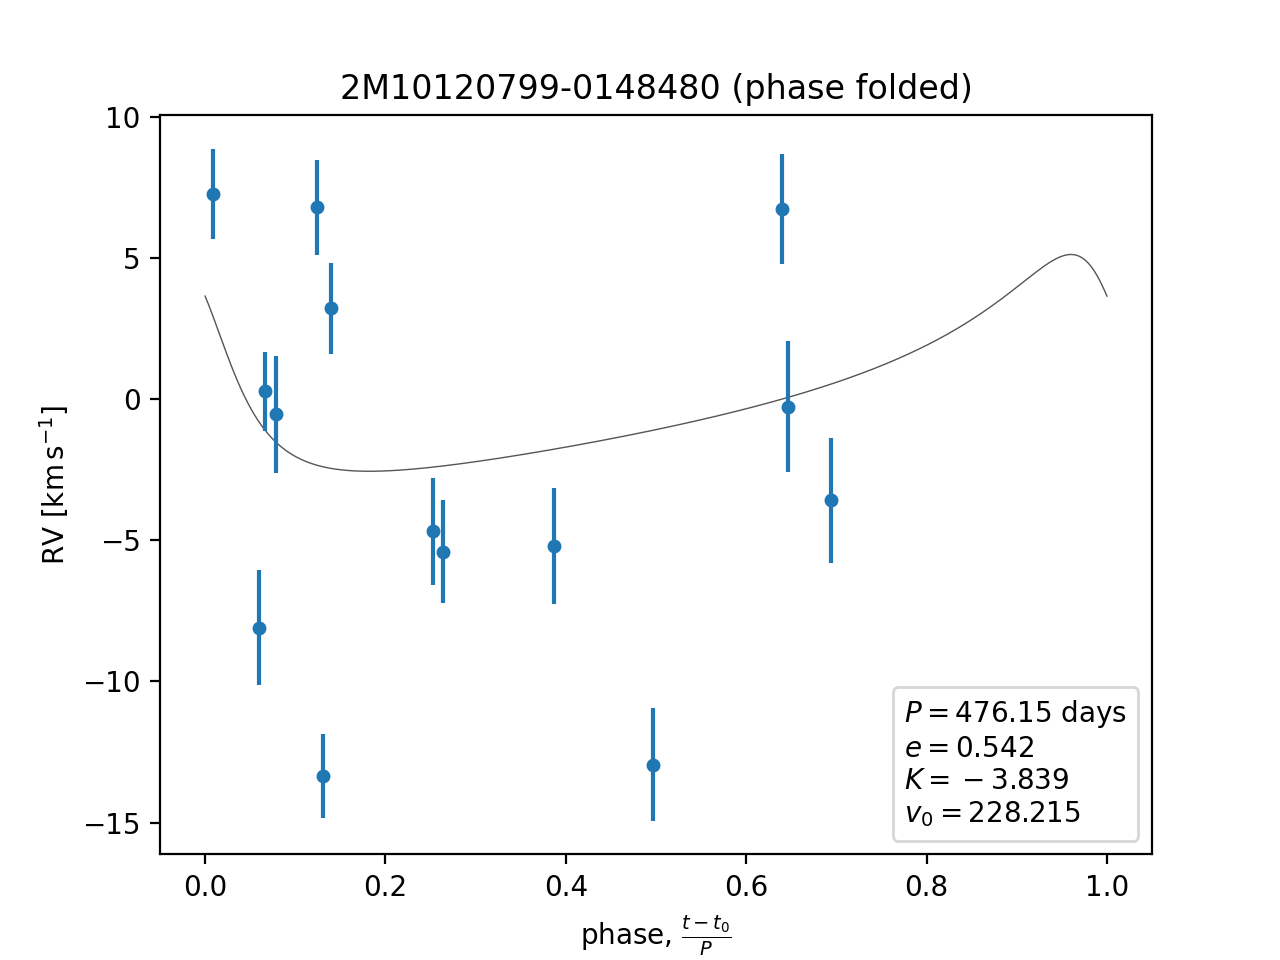 2M10120799-0148480 (phase folded)
10
5
0
−5
−10
−15
RV [km s⁻¹]
P = 476.15 days
e = 0.542
K = − 3.839
v₀ = 228.215
0.0 0.2 0.4 0.6 0.8 1.0
phase, \frac{t − t₀}{P}